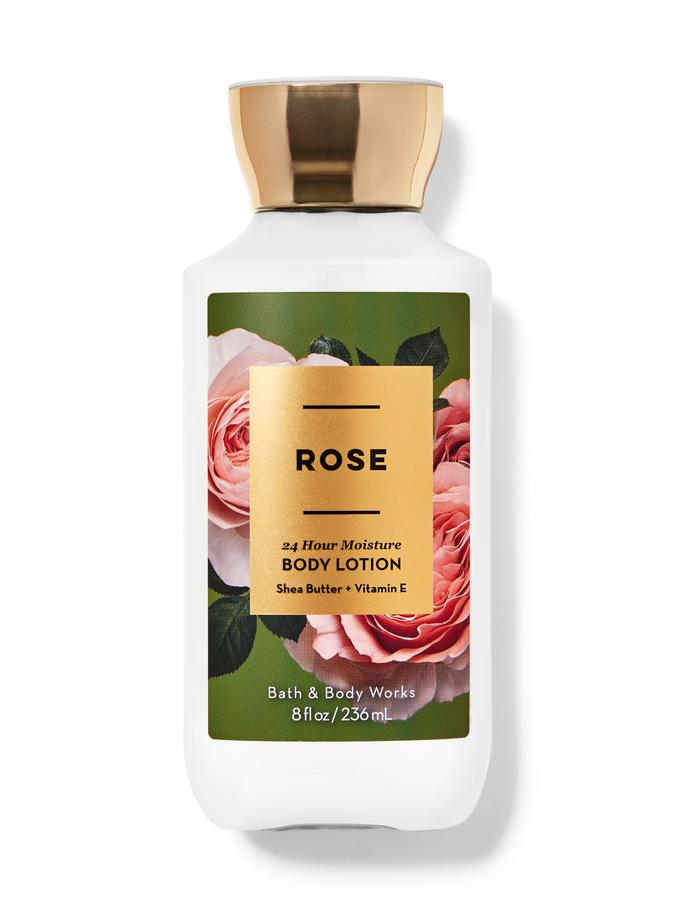 ROSE
24 Hour Moisture
BODY LOTION
Shea Butter + Vitamin E
Bath & Body Works
8 fl oz / 236 mL